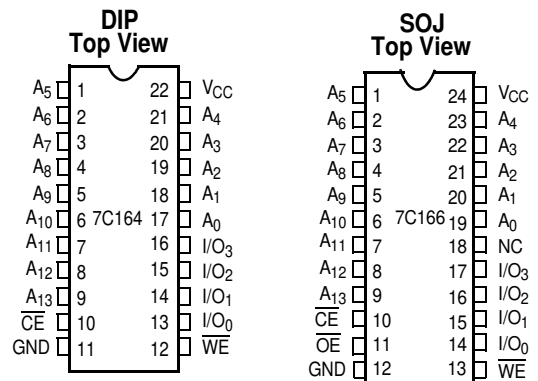 DIP
Top View
A5 1 22 VCC
A6 2 21 A4
A7 3 20 A3
A8 4 19 A2
A9 5 18 A1
A10 6 7C164 17 A0
A11 7 16 I/O3
A12 8 15 I/O2
A13 9 14 I/O1
CE 10 13 I/O0
GND 11 12 WE
SOJ
Top View
A5 1 24 VCC
A6 2 23 A4
A7 3 22 A3
A8 4 21 A2
A9 5 20 A1
A10 6 7C166 19 A0
A11 7 18 NC
A12 8 17 I/O3
A13 9 16 I/O2
CE 10 15 I/O1
OE 11 14 I/O0
GND 12 13 WE